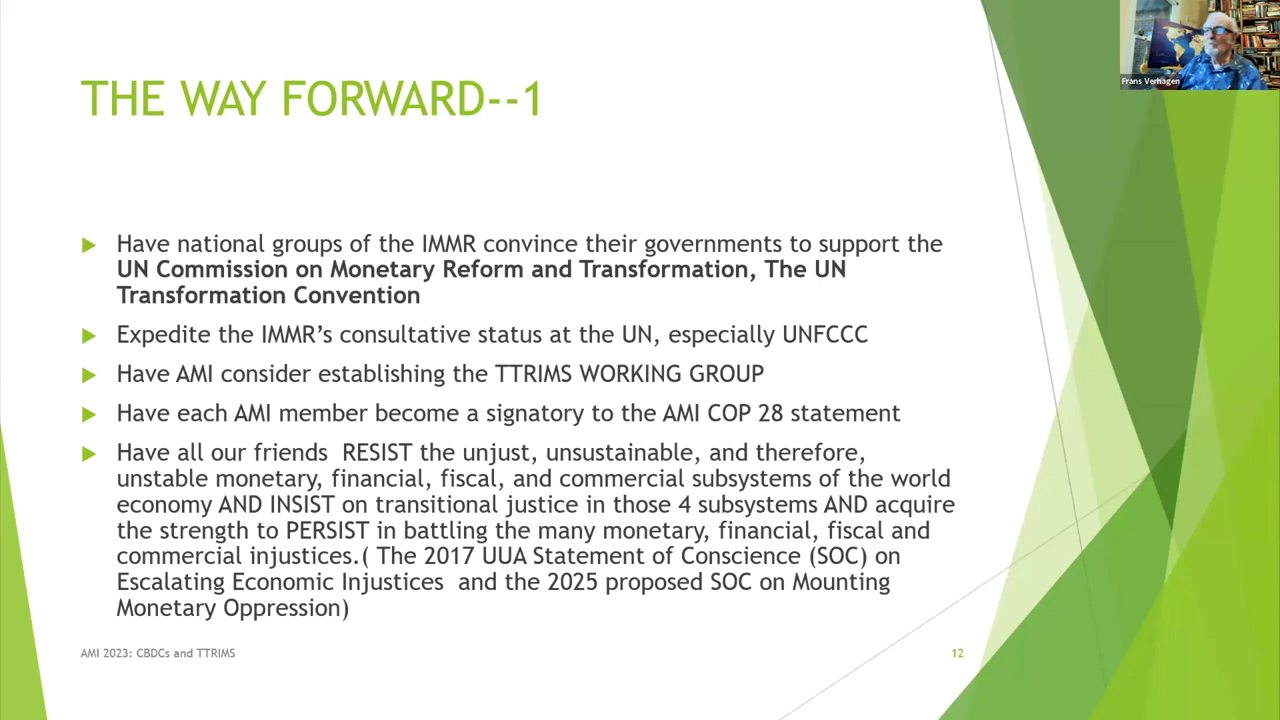 Frans Verhagen
THE WAY FORWARD--1
Have national groups of the IMMR convince their governments to support the
UN Commission on Monetary Reform and Transformation, The UN
Transformation Convention
Expedite the IMMR’s consultative status at the UN, especially UNFCCC
Have AMI consider establishing the TTRIMS WORKING GROUP
Have each AMI member become a signatory to the AMI COP 28 statement
Have all our friends  RESIST the unjust, unsustainable, and therefore,
unstable monetary, financial, fiscal, and commercial subsystems of the world
economy AND INSIST on transitional justice in those 4 subsystems AND acquire
the strength to PERSIST in battling the many monetary, financial, fiscal and
commercial injustices.( The 2017 UUA Statement of Conscience (SOC) on
Escalating Economic Injustices  and the 2025 proposed SOC on Mounting
Monetary Oppression)
AMI 2023: CBDCs and TTRIMS
12